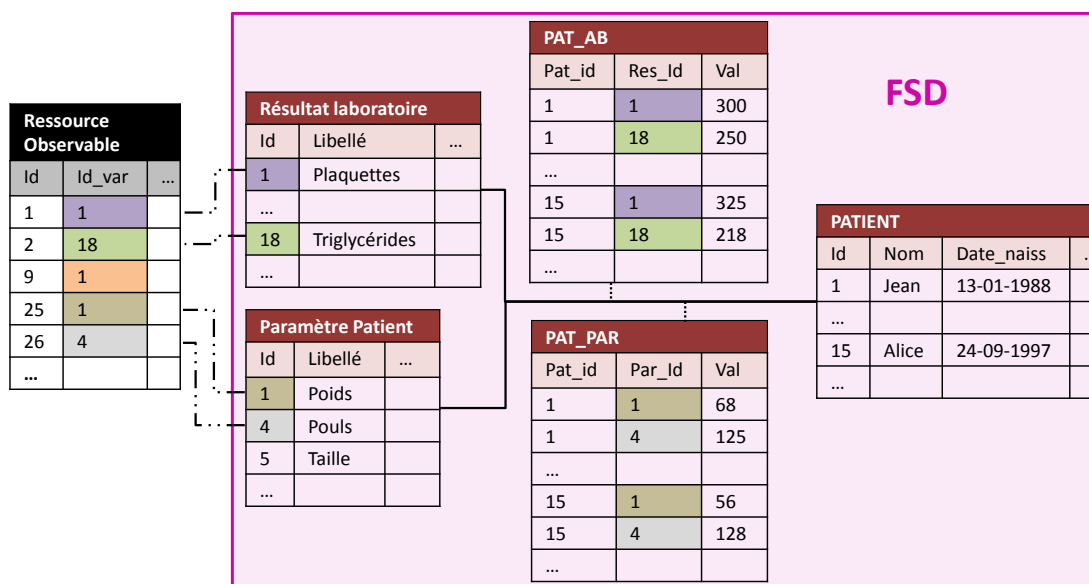 FSD
Ressource
Observable
Id Id_var ...
1 1
2 18
9 1
25 1
26 4
...
Résultat laboratoire
Id Libellé ...
1 Plaquettes
...
18 Triglycérides
...
Paramètre Patient
Id Libellé ...
1 Poids
4 Pouls
5 Taille
...
PAT_AB
Pat_id Res_Id Val
1 1 300
1 18 250
...
15 1 325
15 18 218
...
PAT_PAR
Pat_id Par_Id Val
1 1 68
1 4 125
...
15 1 56
15 4 128
...
PATIENT
Id Nom Date_naiss ..
1 Jean 13-01-1988
...
15 Alice 24-09-1997
...